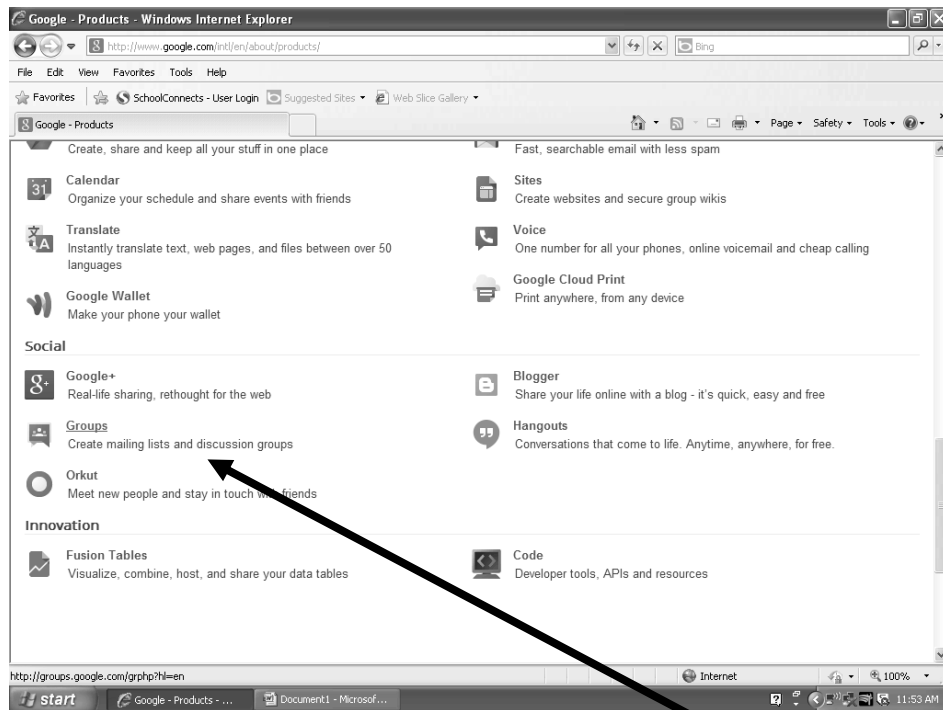 Google - Products - Windows Internet Explorer
http://www.google.com/intl/en/about/products/
Bing
File Edit View Favorites Tools Help
Favorites SchoolConnects - User Login Suggested Sites Web Slice Gallery
Google - Products
Page Safety Tools
Create, share and keep all your stuff in one place
Fast, searchable email with less spam
31
Calendar
Organize your schedule and share events with friends
Sites
Create websites and secure group wikis
Translate
Instantly translate text, web pages, and files between over 50
languages
Voice
One number for all your phones, online voicemail and cheap calling
Google Wallet
Make your phone your wallet
Google Cloud Print
Print anywhere, from any device
Social
Google+
Real-life sharing, rethought for the web
Blogger
Share your life online with a blog - it's quick, easy and free
Groups
Create mailing lists and discussion groups
Hangouts
Conversations that come to life. Anytime, anywhere, for free.
Orkut
Meet new people and stay in touch with friends
Innovation
Fusion Tables
Visualize, combine, host, and share your data tables
Code
Developer tools, APIs and resources
http://groups.google.com/grphp?hl=en
Internet
100%
start
Google - Products - ...
Document1 - Microsof...
11:53 AM